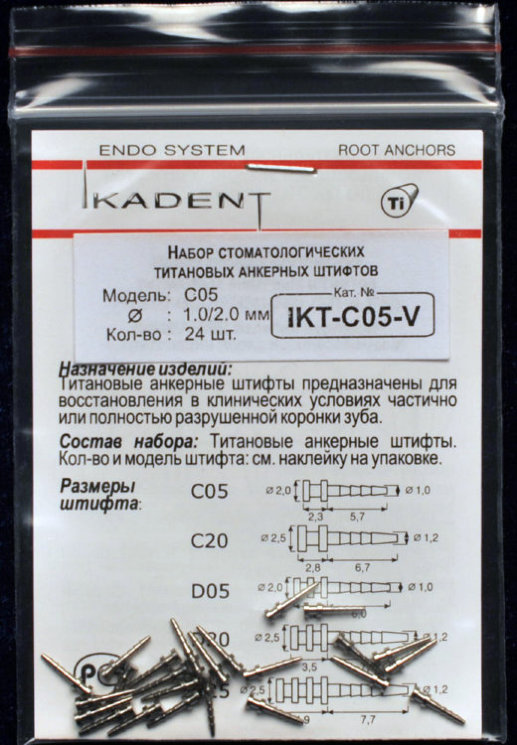 ENDO SYSTEM ROOT ANCHORS
IKADENT Ti
НАБОР СТОМАТОЛОГИЧЕСКИХ
ТИТАНОВЫХ АНКЕРНЫХ ШТИФТОВ
Модель: C05 Кат. №
Ø : 1.0/2.0 мм IKT-C05-V
Кол-во : 24 шт.
Назначение изделий:
Титановые анкерные штифты предназначены для
восстановления в клинических условиях частично
или полностью разрушенной коронки зуба.
Состав набора: Титановые анкерные штифты.
Кол-во и модель штифта: см. наклейку на упаковке.
Размеры
штифта:
C05 Ø 2,0 Ø 1,0
2,3 5,7
C20 Ø 2,5 Ø 1,2
2,8 6,7
D05 Ø 2,0 Ø 1,0
6,0
Ø 2,5 1,2
3,5
Ø 2,5 Ø 1,2
7,7